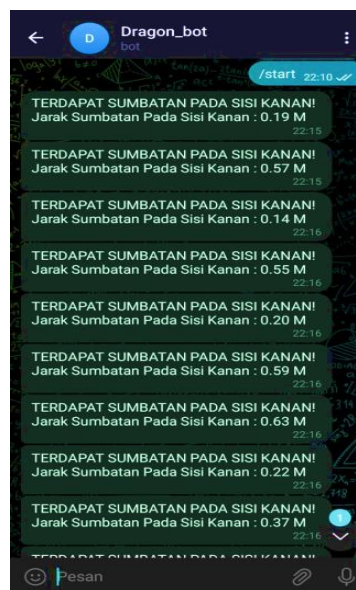 Dragon_bot
D
bot
/start 22:10
TERDAPAT SUMBATAN PADA SISI KANAN!
Jarak Sumbatan Pada Sisi Kanan : 0.19 M
22:15
TERDAPAT SUMBATAN PADA SISI KANAN!
Jarak Sumbatan Pada Sisi Kanan : 0.57 M
22:15
TERDAPAT SUMBATAN PADA SISI KANAN!
Jarak Sumbatan Pada Sisi Kanan : 0.14 M
22:16
TERDAPAT SUMBATAN PADA SISI KANAN!
Jarak Sumbatan Pada Sisi Kanan : 0.55 M
22:16
TERDAPAT SUMBATAN PADA SISI KANAN!
Jarak Sumbatan Pada Sisi Kanan : 0.20 M
22:16
TERDAPAT SUMBATAN PADA SISI KANAN!
Jarak Sumbatan Pada Sisi Kanan : 0.59 M
22:16
TERDAPAT SUMBATAN PADA SISI KANAN!
Jarak Sumbatan Pada Sisi Kanan : 0.63 M
22:16
TERDAPAT SUMBATAN PADA SISI KANAN!
Jarak Sumbatan Pada Sisi Kanan : 0.22 M
22:16
TERDAPAT SUMBATAN PADA SISI KANAN!
Jarak Sumbatan Pada Sisi Kanan : 0.37 M
22:16
1
TERDAPAT SUMBATAN PADA SISI KANAN!
Pesan